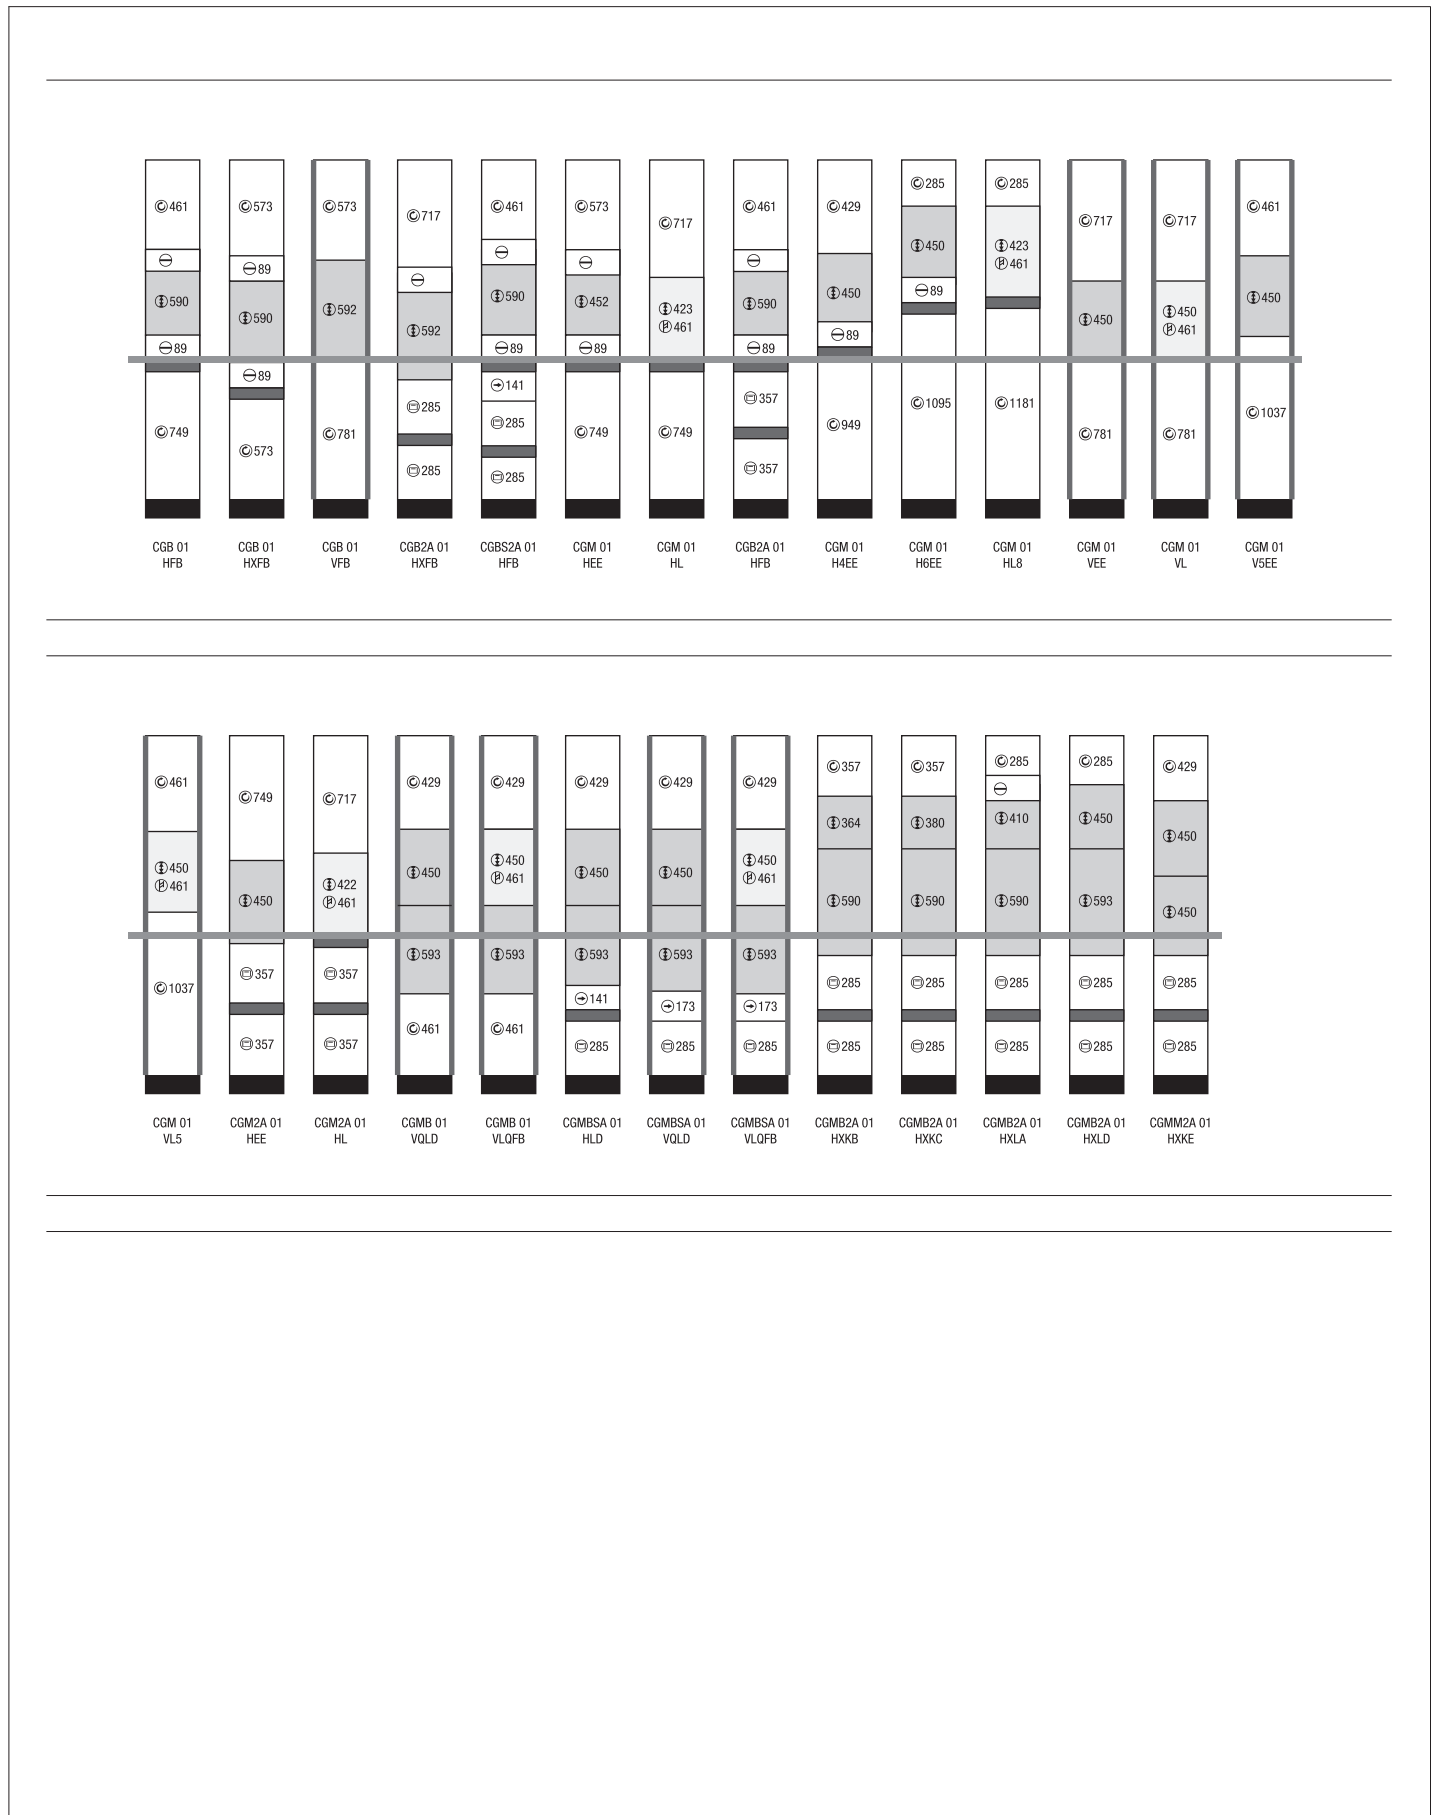 461 573 573 717 461 573 717 461 429 285 285 717 717 461
89
590 590 592 592 590 452 423 590 450 450 423 450 450 450
461 461 461
89 89 89 89 89 89
89
141
749 573 781 285 285 749 749 357 949 1095 1181 781 781 1037
285 285 357
CGB 01 CGB 01 CGB 01 CGB2A 01 CGBS2A 01 CGM 01 CGM 01 CGB2A 01 CGM 01 CGM 01 CGM 01 CGM 01 CGM 01 CGM 01
HFB HXFB VFB HXFB HFB HEE HL HFB H4EE H6EE HL8 VEE VL V5EE
461 749 717 429 429 429 429 429 357 357 285 285 429
450 450 422 450 450 450 450 450 364 380 410 450 450
461 461 461 461
593 593 593 593 593 590 590 590 593 450
141 173 173
1037 357 357 461 461 285 285 285 285 285
357 357 285 285 285 285 285 285 285 285
CGM 01 CGM2A 01 CGM2A 01 CGMB 01 CGMB 01 CGMBSA 01 CGMBSA 01 CGMBSA 01 CGMB2A 01 CGMB2A 01 CGMB2A 01 CGMB2A 01 CGMM2A 01
VL5 HEE HL VQLD VLQFB HLD VQLD VLQFB HXKB HXKC HXLA HXLD HXKE